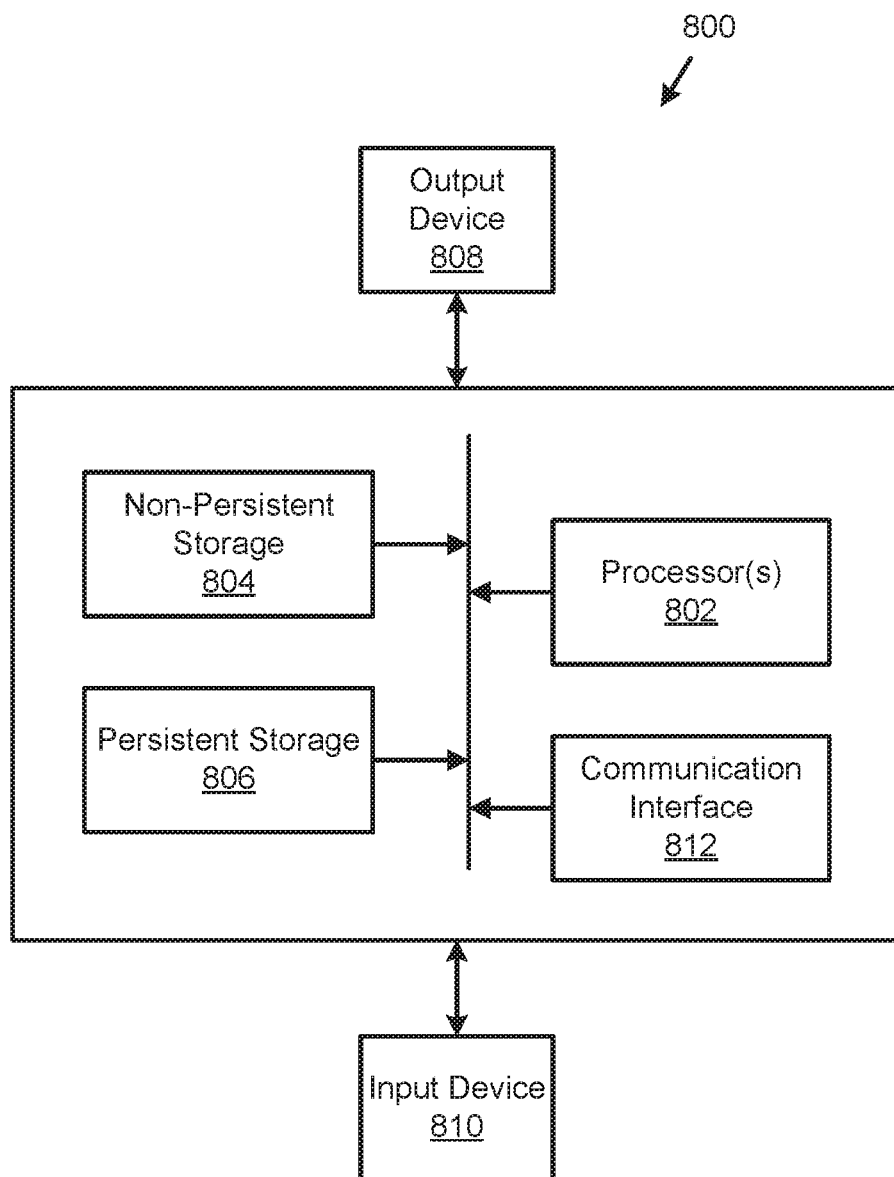 800
Output
Device
808
Non-Persistent
Storage
804
Processor(s)
802
Persistent Storage
806
Communication
Interface
812
Input Device
810